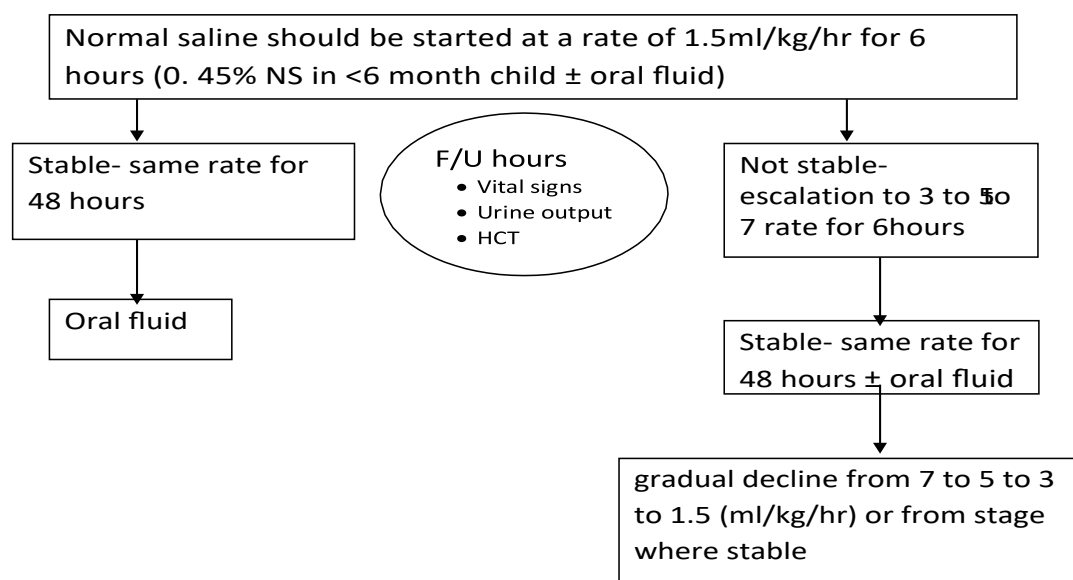 Normal saline should be started at a rate of 1.5ml/kg/hr for 6
hours (0. 45% NS in <6 month child ± oral fluid)
Stable- same rate for
48 hours
Oral fluid
F/U hours
• Vital signs
• Urine output
• HCT
Not stable-
escalation to 3 to 5to
7 rate for 6hours
Stable- same rate for
48 hours ± oral fluid
gradual decline from 7 to 5 to 3
to 1.5 (ml/kg/hr) or from stage
where stable